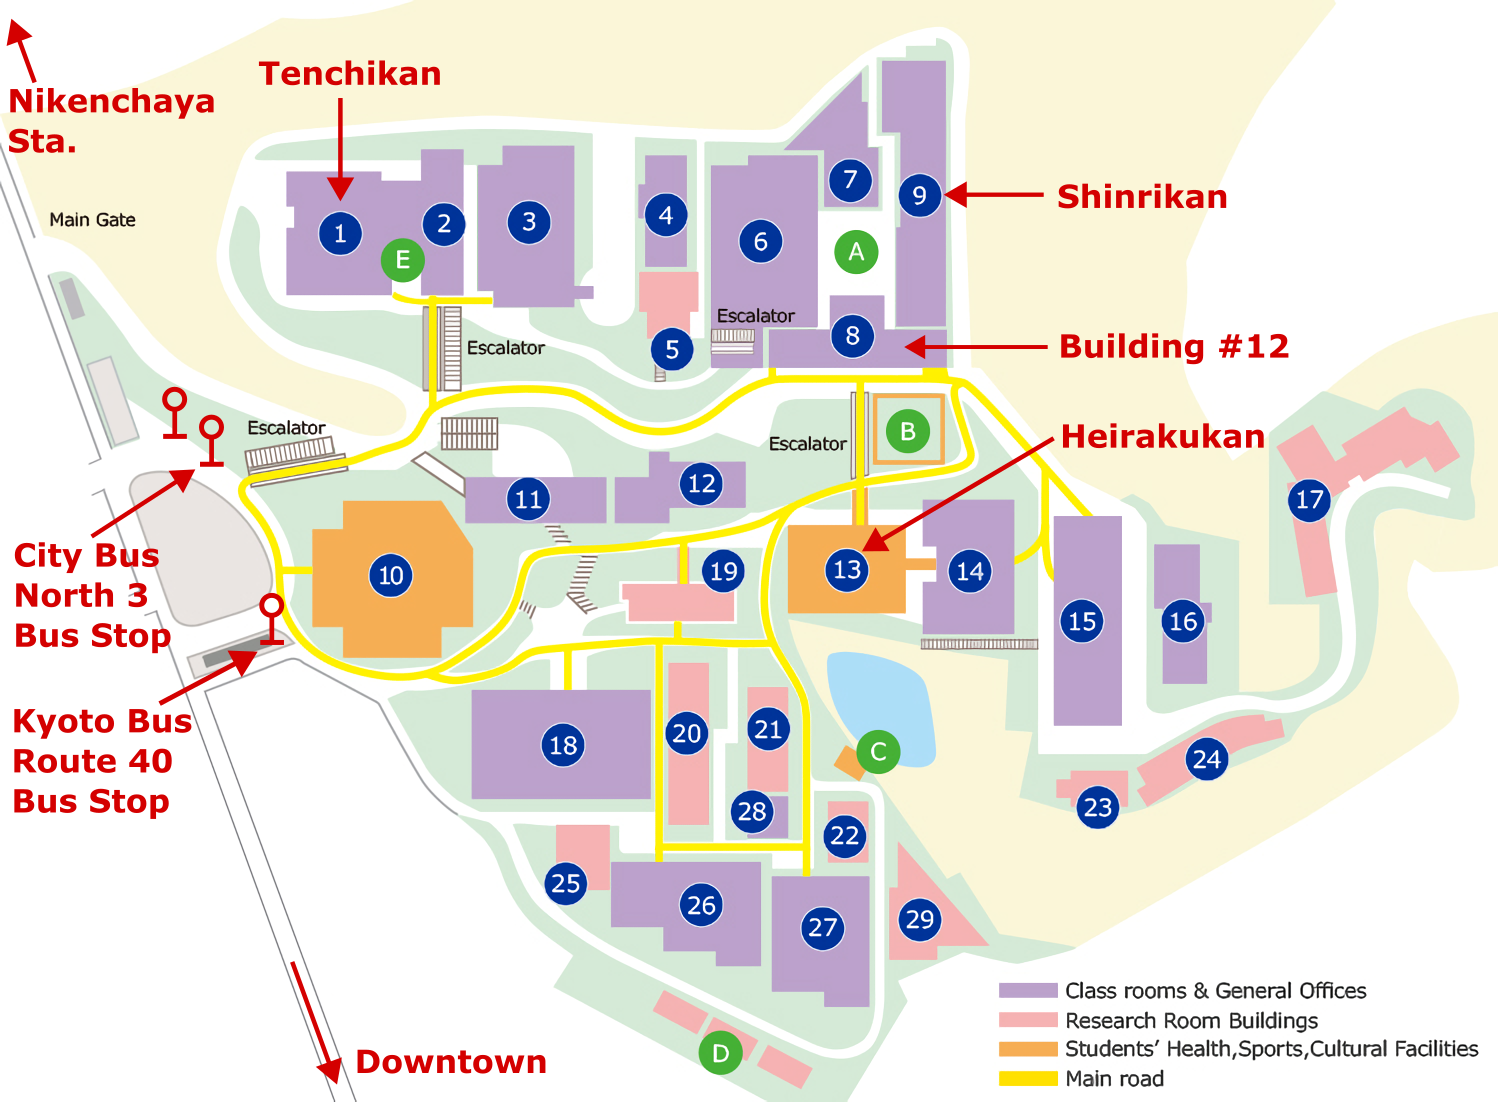 Tenchikan
Nikenchaya
Sta.
Main Gate
1
2
3
4
5
6
7
8
9
E
A
Shinrikan
Escalator
Escalator
Building #12
Escalator
Escalator
B
Heirakukan
10
11
12
13
14
15
16
17
City Bus
North 3
Bus Stop
19
Kyoto Bus
Route 40
Bus Stop
18
20
21
C
28
22
23
24
25
26
27
29
D
Downtown
Class rooms & General Offices
Research Room Buildings
Students’ Health,Sports,Cultural Facilities
Main road